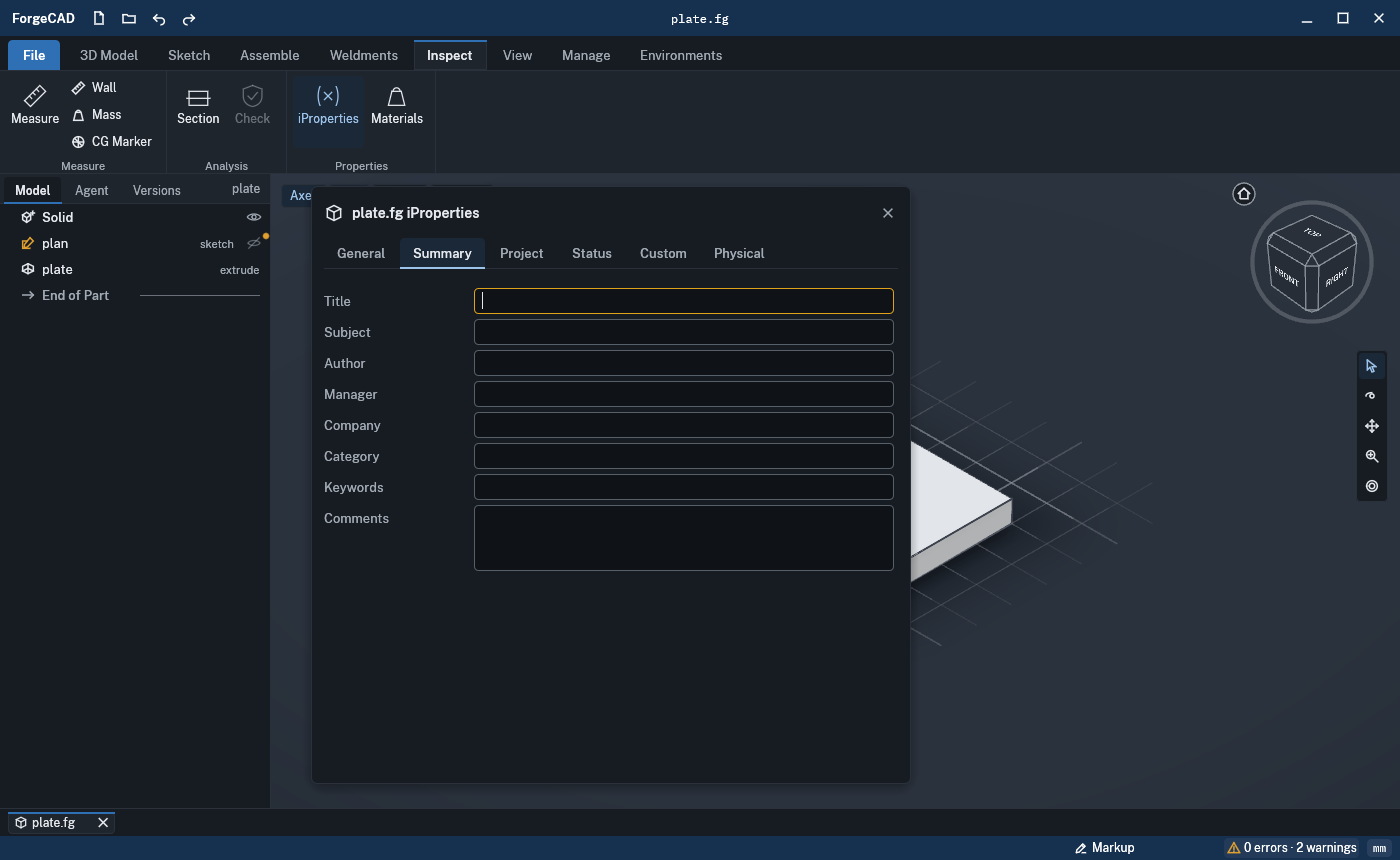 ForgeCAD
plate.fg
File 3D Model Sketch Assemble Weldments Inspect View Manage Environments
Measure
Wall
Mass
CG Marker
Measure
Section
Check
Analysis
iProperties
Materials
Properties
Model Agent Versions plate
Solid
plan sketch
plate extrude
End of Part
Axe
plate.fg iProperties
General Summary Project Status Custom Physical
Title
Subject
Author
Manager
Company
Category
Keywords
Comments
TOP
FRONT
RIGHT
plate.fg
Markup
0 errors · 2 warnings
mm